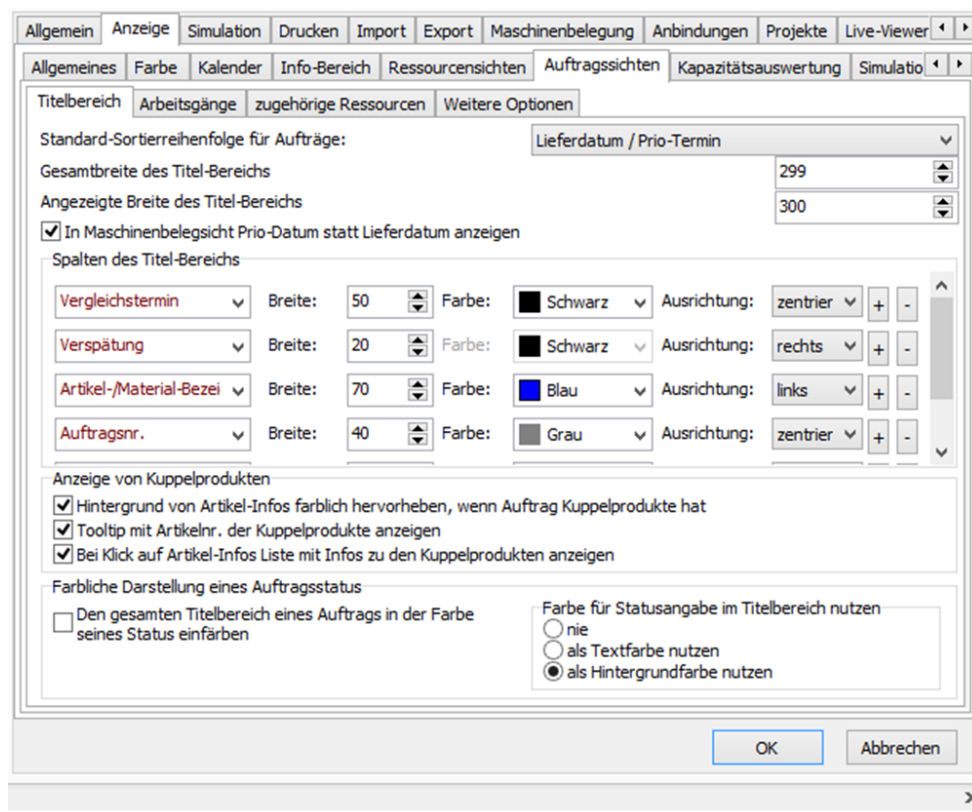 Allgemein Anzeige Simulation Drucken Import Export Maschinenbelegung Anbindungen Projekte Live-Viewer
Allgemeines Farbe Kalender Info-Bereich Ressourcensichten Auftragssichten Kapazitätsauswertung Simulatio
Titelbereich Arbeitsgänge zugehörige Ressourcen Weitere Optionen
Standard-Sortierreihenfolge für Aufträge: Lieferdatum / Prio-Termin
Gesamtbreite des Titel-Bereichs 299
Angezeigte Breite des Titel-Bereichs 300
In Maschinenbelegsicht Prio-Datum statt Lieferdatum anzeigen
Spalten des Titel-Bereichs
Vergleichstermin Breite: 50 Farbe: Schwarz Ausrichtung: zentrier + -
Verspätung Breite: 20 Farbe: Schwarz Ausrichtung: rechts + -
Artikel-/Material-Bezei Breite: 70 Farbe: Blau Ausrichtung: links + -
Auftragsnr. Breite: 40 Farbe: Grau Ausrichtung: zentrier + -
Anzeige von Kuppelprodukten
Hintergrund von Artikel-Infos farblich hervorheben, wenn Auftrag Kuppelprodukte hat
Tooltip mit Artikelnr. der Kuppelprodukte anzeigen
Bei Klick auf Artikel-Infos Liste mit Infos zu den Kuppelprodukten anzeigen
Farbliche Darstellung eines Auftragsstatus
Den gesamten Titelbereich eines Auftrags in der Farbe
seines Status einfärben
Farbe für Statusangabe im Titelbereich nutzen
nie
als Textfarbe nutzen
als Hintergrundfarbe nutzen
OK Abbrechen